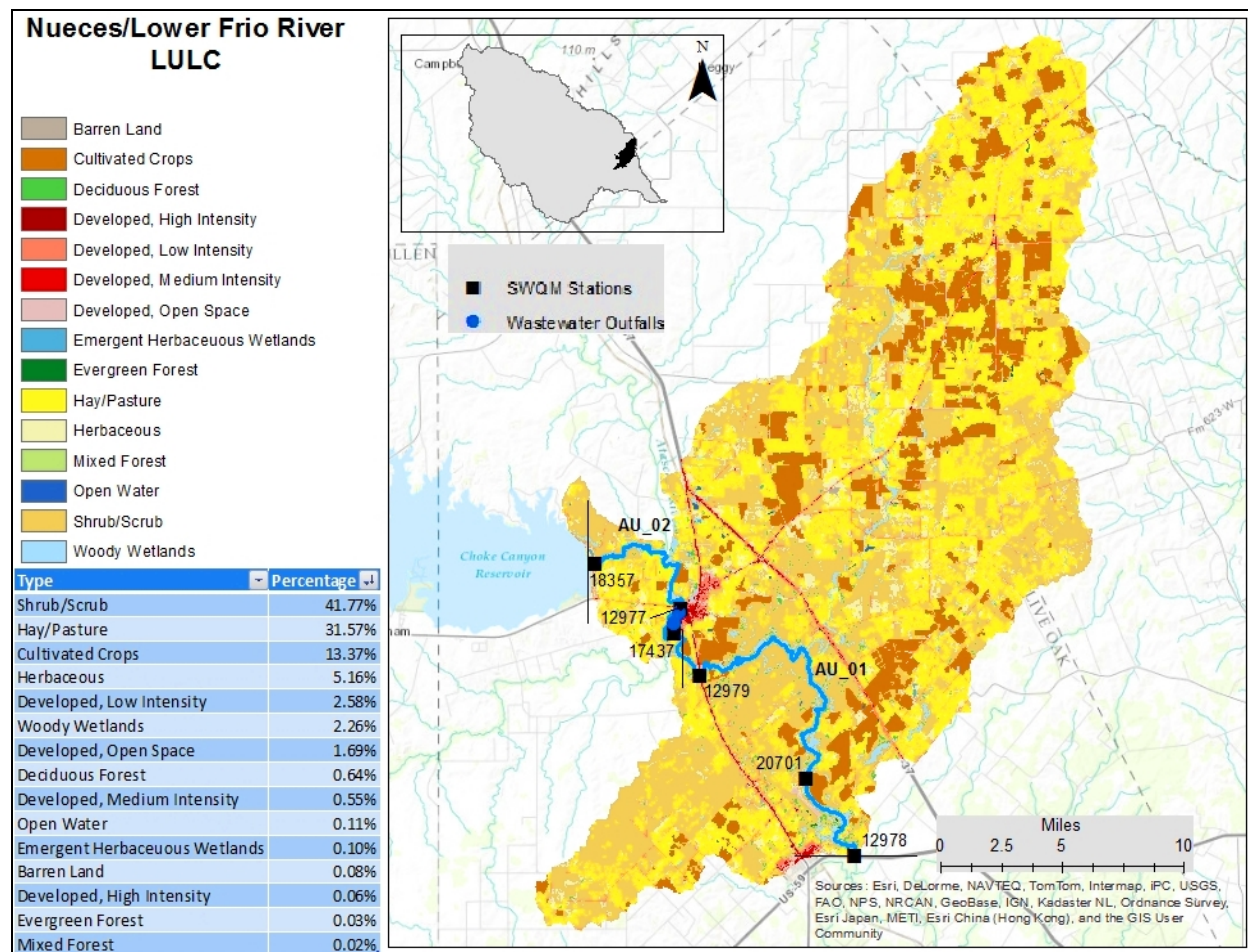 Nueces/Lower Frio River
LULC
Barren Land
Cultivated Crops
Deciduous Forest
Developed, High Intensity
Developed, Low Intensity
Developed, Medium Intensity
Developed, Open Space
Emergent Herbaceuous Wetlands
Evergreen Forest
Hay/Pasture
Herbaceous
Mixed Forest
Open Water
Shrub/Scrub
Woody Wetlands
Type Percentage
Shrub/Scrub 41.77%
Hay/Pasture 31.57%
Cultivated Crops 13.37%
Herbaceous 5.16%
Developed, Low Intensity 2.58%
Woody Wetlands 2.26%
Developed, Open Space 1.69%
Deciduous Forest 0.64%
Developed, Medium Intensity 0.55%
Open Water 0.11%
Emergent Herbaceuous Wetlands 0.10%
Barren Land 0.08%
Developed, High Intensity 0.06%
Evergreen Forest 0.03%
Mixed Forest 0.02%
110 m
HILLS
N
SWQM Stations
Wastewater Outfalls
Fm 623-W
AU_02
Choke Canyon
Reservoir
18357
12977
17437
12979
AU_01
LIVE OAK
20701
37
12978
US-59
Miles
0 2.5 5 10
Sources: Esri, DeLorme, NAVTEQ, TomTom, Intermap, iPC, USGS,
FAO, NPS, NRCAN, GeoBase, IGN, Kadaster NL, Ordnance Survey,
Esri Japan, METI, Esri China (Hong Kong), and the GIS User
Community